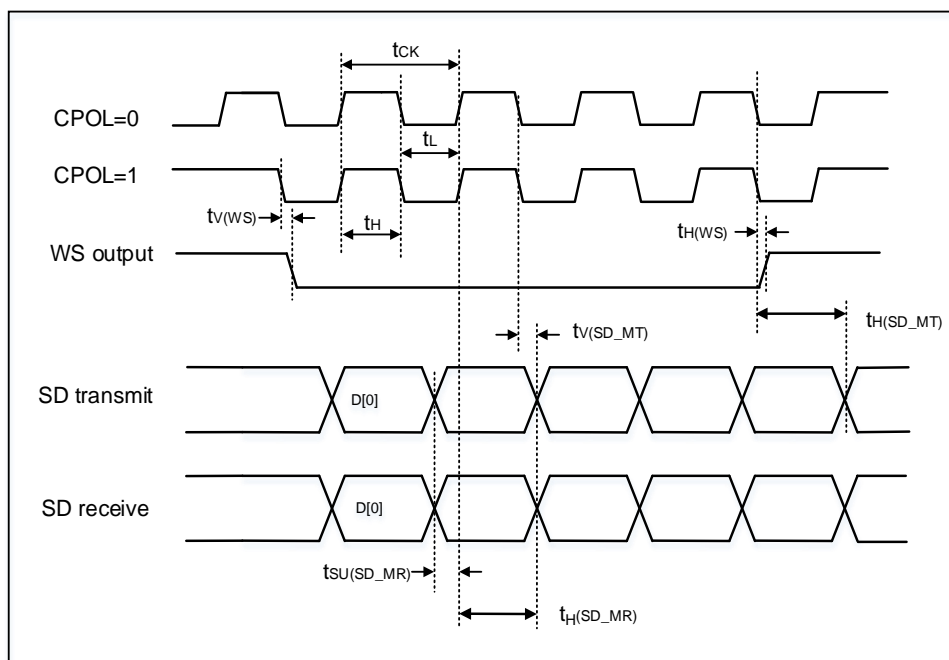 tCK
CPOL=0
tL
CPOL=1
tV(WS)
tH
tH(WS)
WS output
tV(SD_MT)
tH(SD_MT)
SD transmit
D[0]
SD receive
D[0]
tSU(SD_MR)
tH(SD_MR)